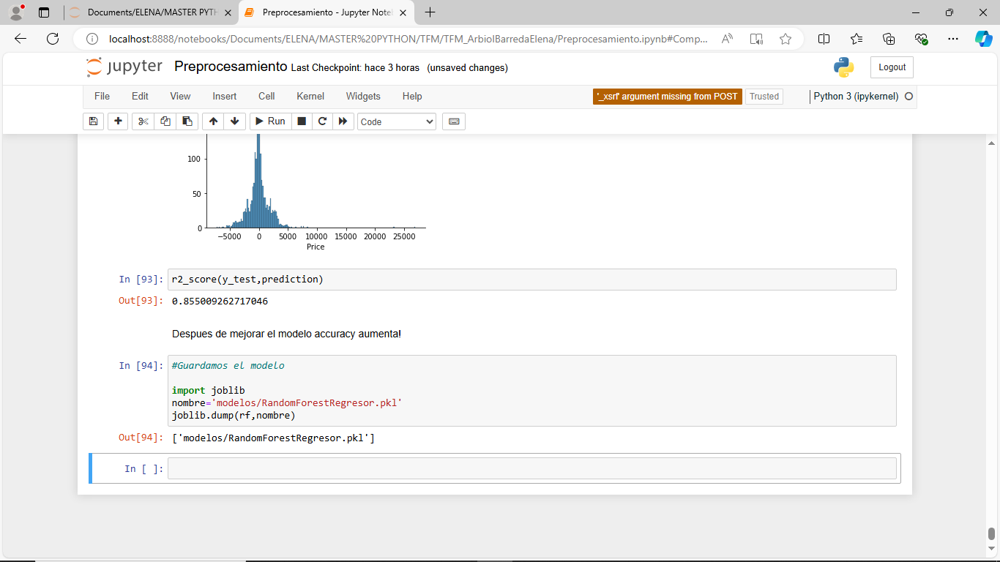 Documents/ELENA/MASTER PYTH
Preprocesamiento - Jupyter Note
localhost:8888/notebooks/Documents/ELENA/MASTER%20PYTHON/TFM/TFM_ArbiolBarredaElena/Preprocesamiento.ipynb#Comp...
jupyter Preprocesamiento Last Checkpoint: hace 3 horas (unsaved changes)
Logout
File Edit View Insert Cell Kernel Widgets Help
'_xsrf' argument missing from POST
Trusted
Python 3 (ipykernel)
Run
Code
100
50
0
−5000 0 5000 10000 15000 20000 25000
Price
In [93]: r2_score(y_test,prediction)
Out[93]: 0.855009262717046
Despues de mejorar el modelo accuracy aumenta!
In [94]: #Guardamos el modelo
import joblib
nombre='modelos/RandomForestRegresor.pkl'
joblib.dump(rf,nombre)
Out[94]: ['modelos/RandomForestRegresor.pkl']
In [ ]: